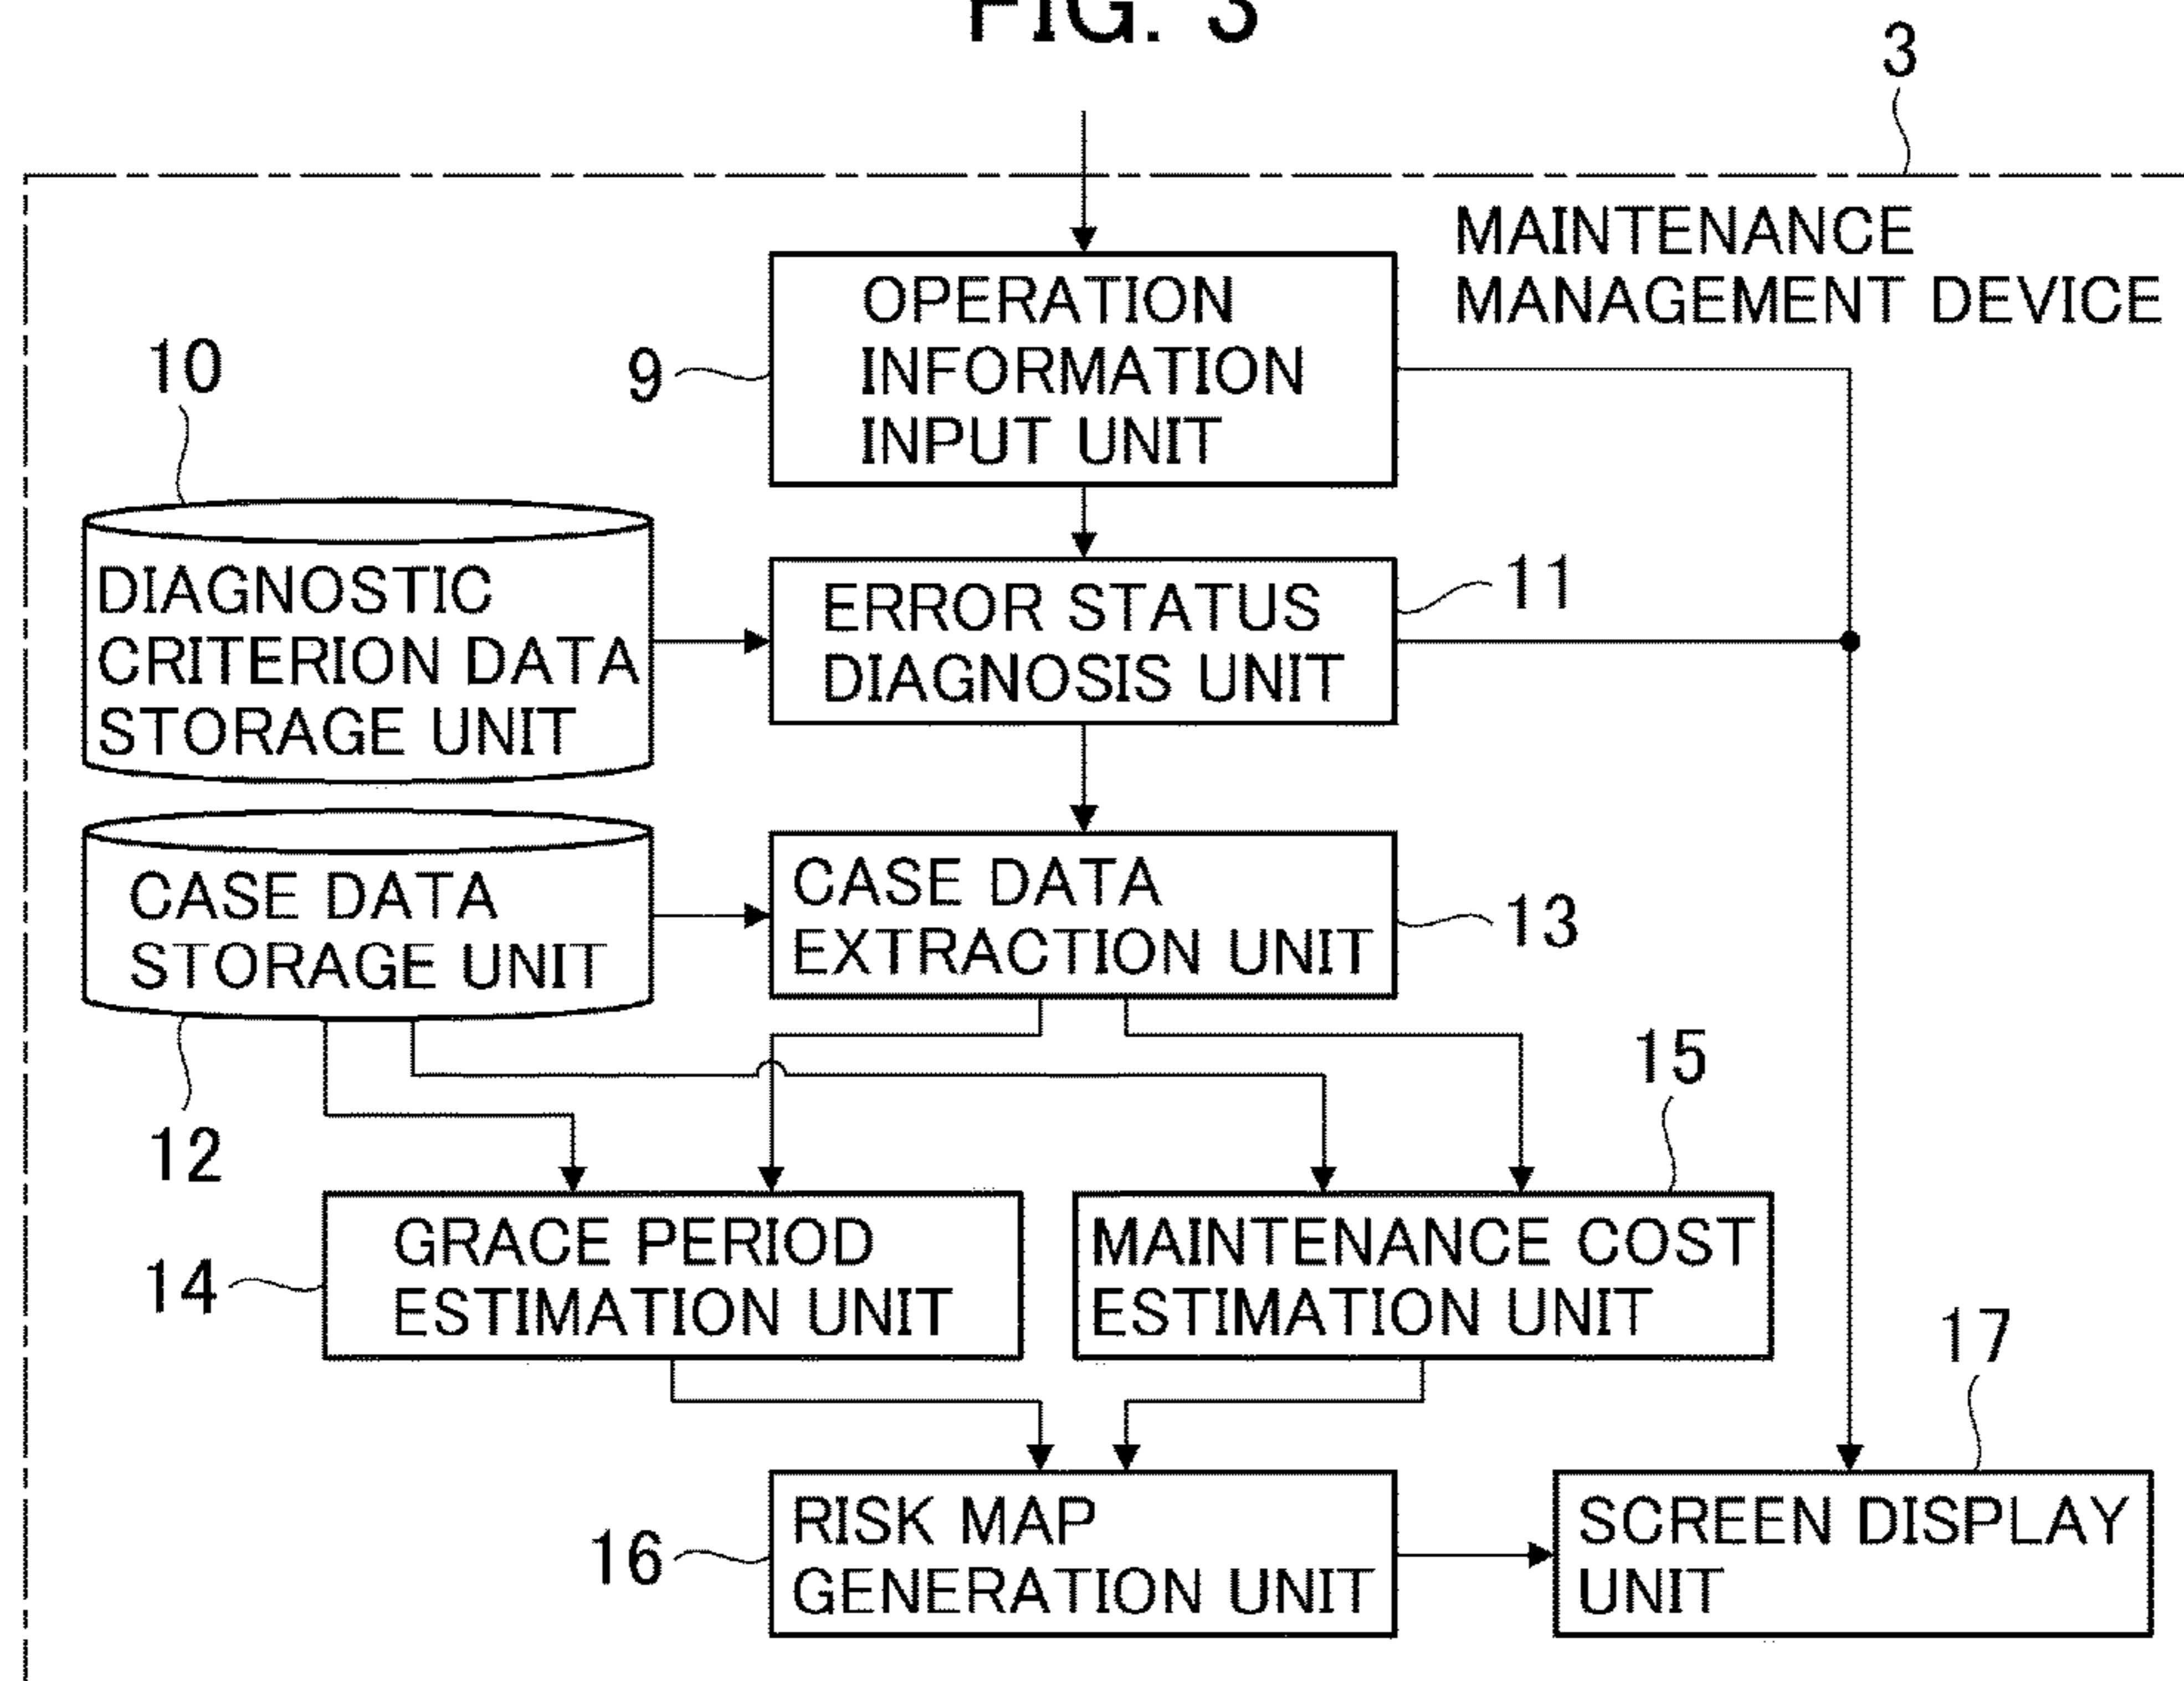 FIG. 3
3
MAINTENANCE
MANAGEMENT DEVICE
OPERATION
INFORMATION
INPUT UNIT
9
10
DIAGNOSTIC
CRITERION DATA
STORAGE UNIT
ERROR STATUS
DIAGNOSIS UNIT
11
CASE DATA
STORAGE UNIT
12
CASE DATA
EXTRACTION UNIT
13
15
14
GRACE PERIOD
ESTIMATION UNIT
MAINTENANCE COST
ESTIMATION UNIT
17
16
RISK MAP
GENERATION UNIT
SCREEN DISPLAY
UNIT